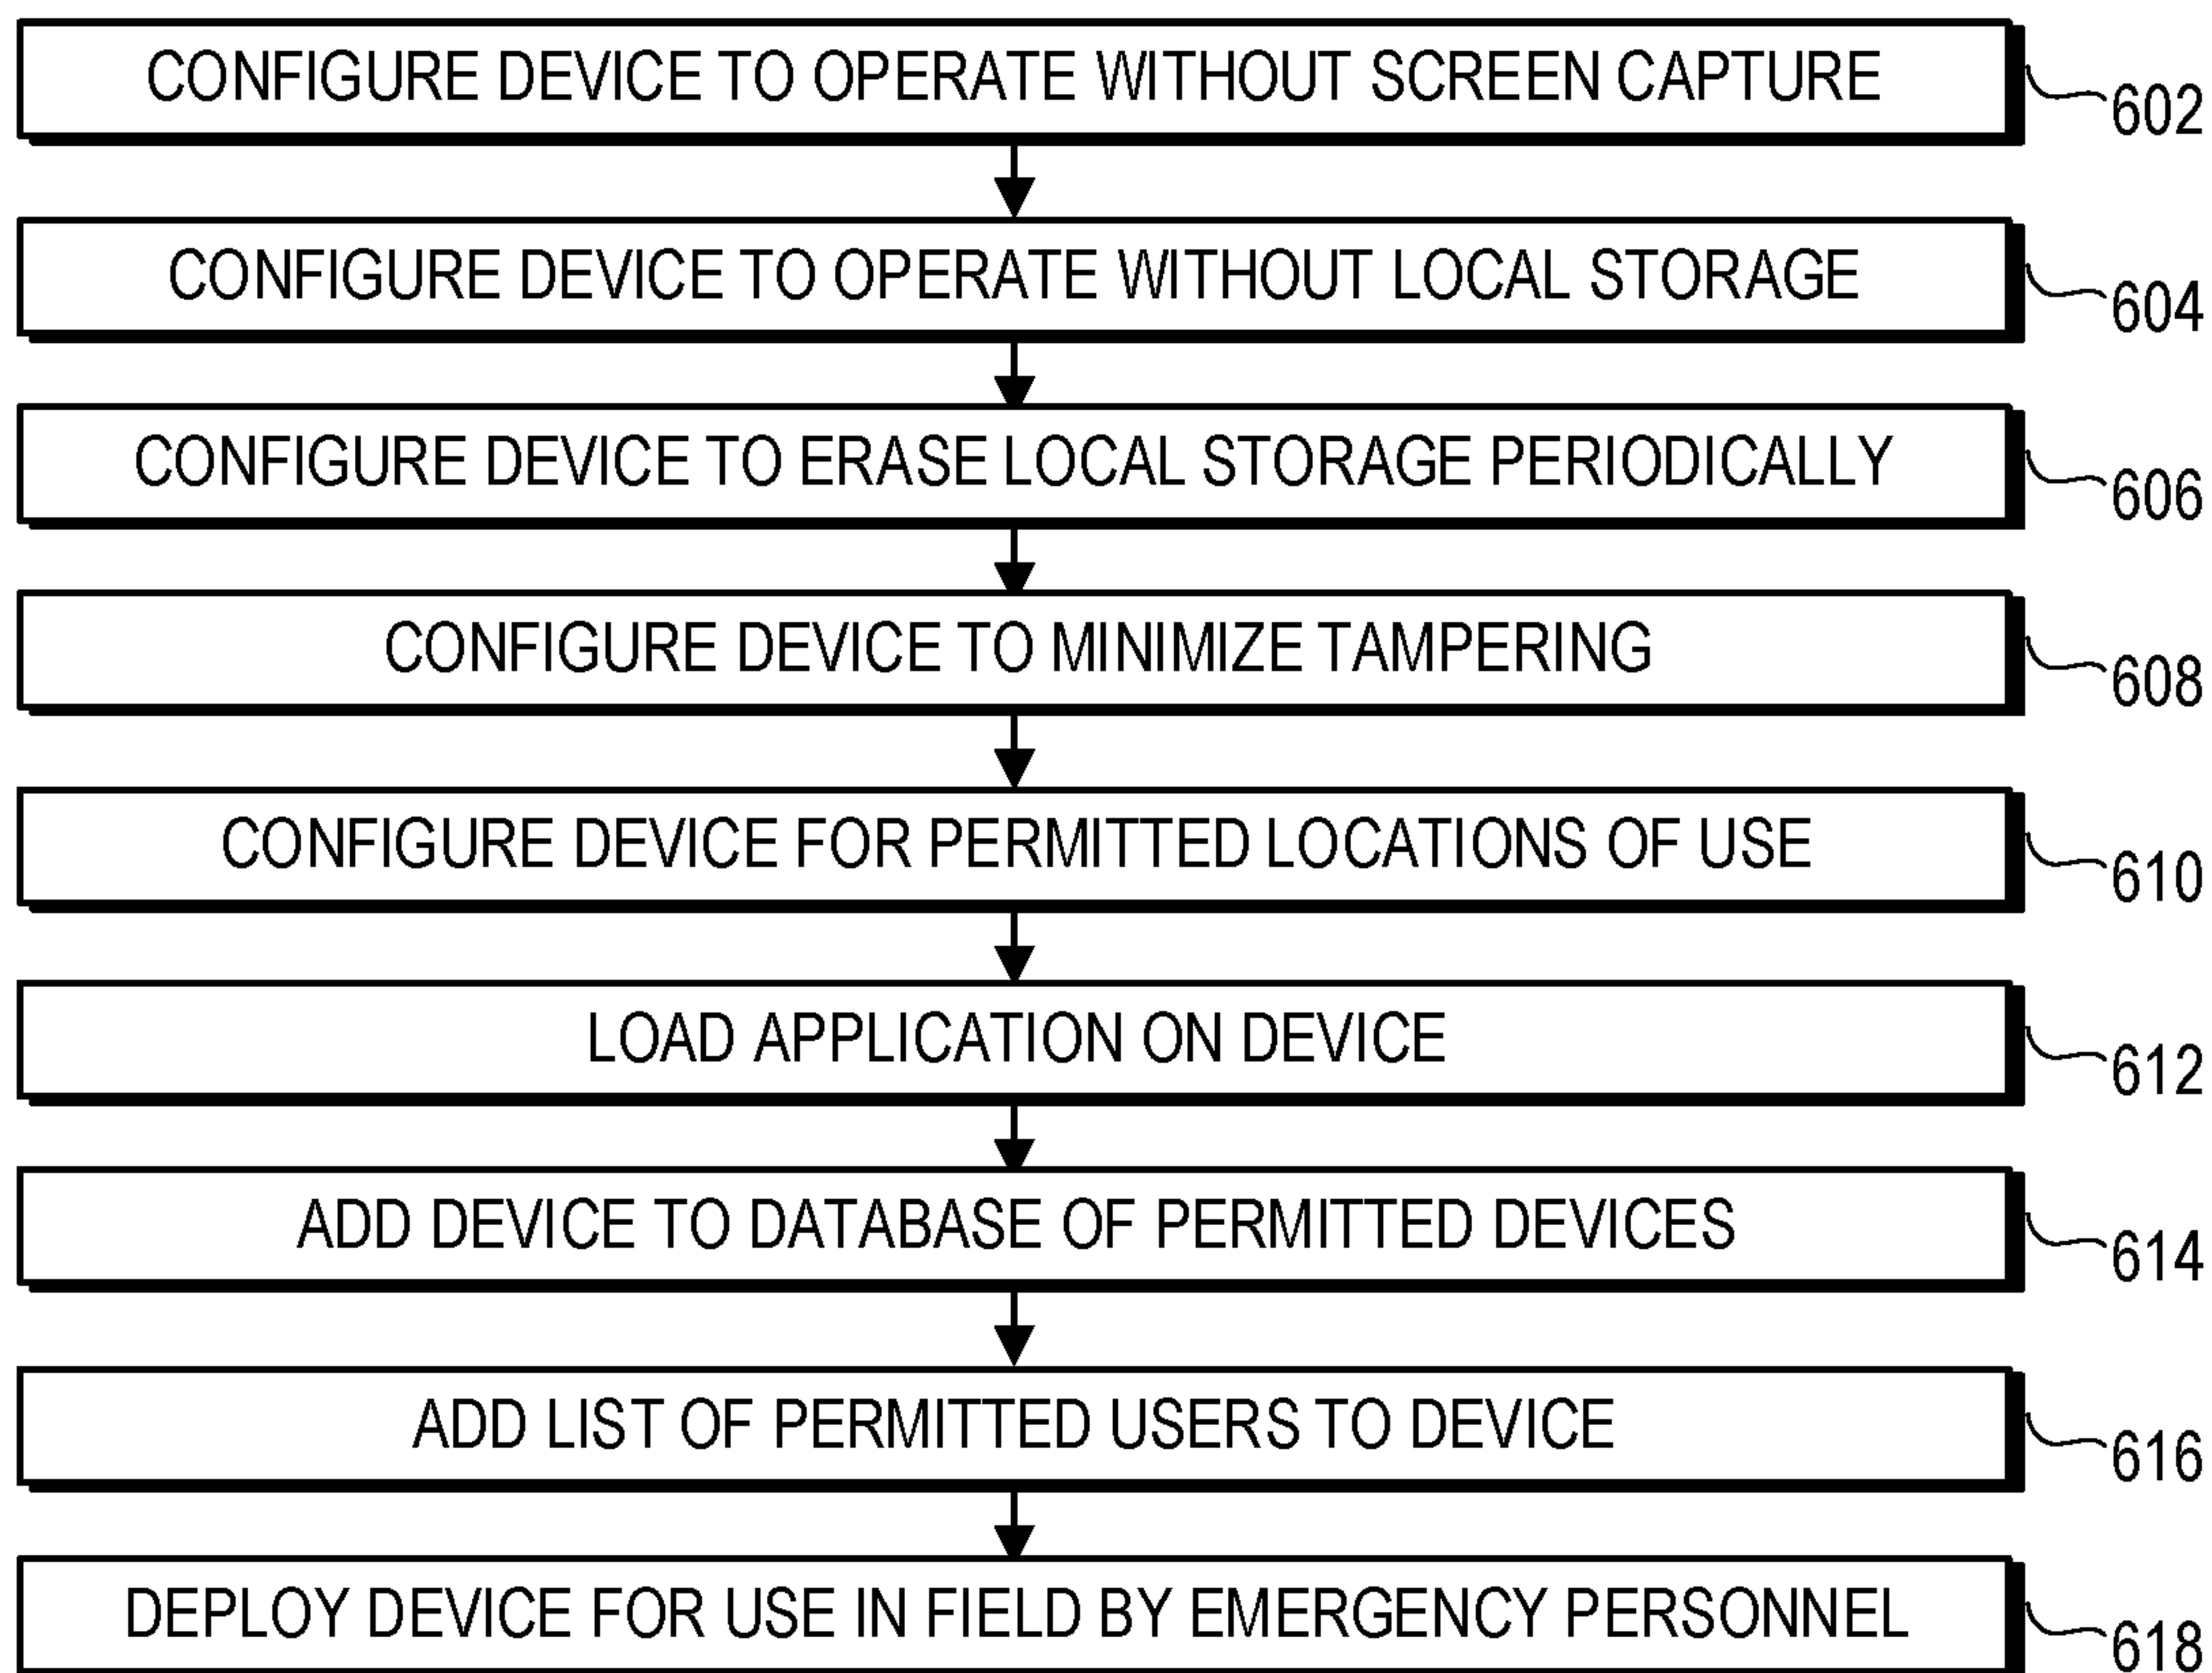 CONFIGURE DEVICE TO OPERATE WITHOUT SCREEN CAPTURE
602
CONFIGURE DEVICE TO OPERATE WITHOUT LOCAL STORAGE
604
CONFIGURE DEVICE TO ERASE LOCAL STORAGE PERIODICALLY
606
CONFIGURE DEVICE TO MINIMIZE TAMPERING
608
CONFIGURE DEVICE FOR PERMITTED LOCATIONS OF USE
610
LOAD APPLICATION ON DEVICE
612
ADD DEVICE TO DATABASE OF PERMITTED DEVICES
614
ADD LIST OF PERMITTED USERS TO DEVICE
616
DEPLOY DEVICE FOR USE IN FIELD BY EMERGENCY PERSONNEL
618